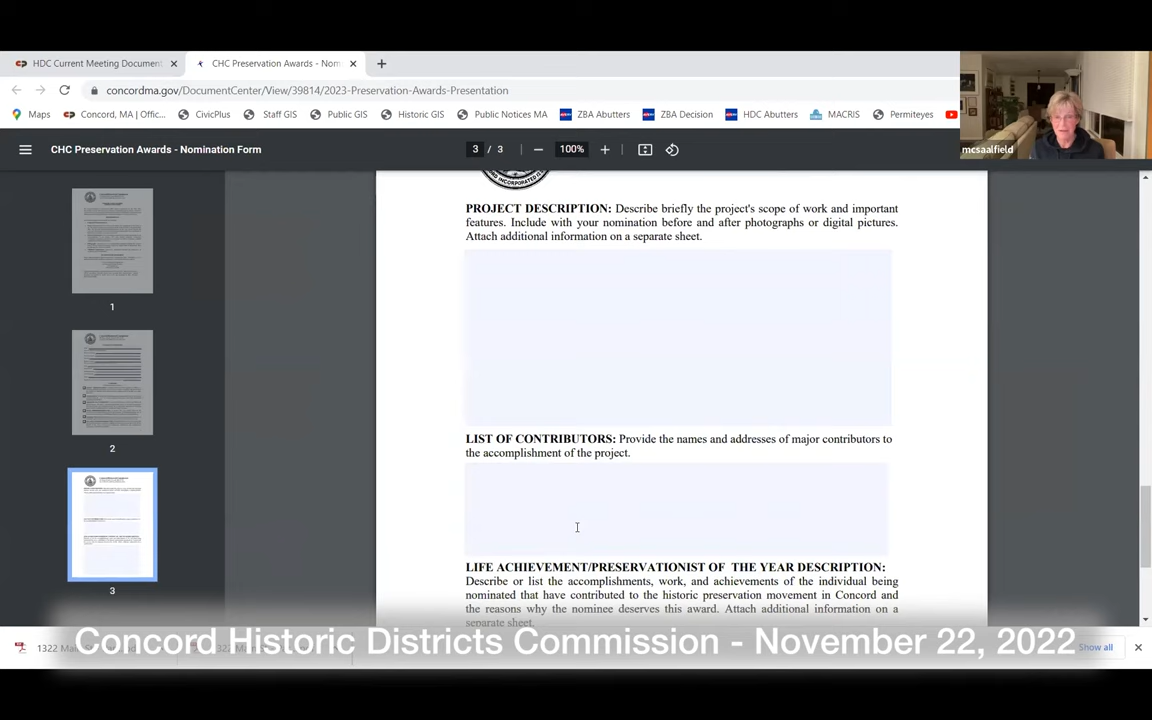 HDC Current Meeting Document
CHC Preservation Awards - Nom
concordma.gov/DocumentCenter/View/39814/2023-Preservation-Awards-Presentation
Maps
Concord, MA | Offic...
CivicPlus
Staff GIS
Public GIS
Historic GIS
Public Notices MA
ZBA Abutters
ZBA Decision
HDC Abutters
MACRIS
Permiteyes
mcsaalfield
CHC Preservation Awards - Nomination Form
3 / 3
100%
1
2
3
PROJECT DESCRIPTION: Describe briefly the project's scope of work and important
features. Include with your nomination before and after photographs or digital pictures.
Attach additional information on a separate sheet.
LIST OF CONTRIBUTORS: Provide the names and addresses of major contributors to
the accomplishment of the project.
LIFE ACHIEVEMENT/PRESERVATIONIST OF THE YEAR DESCRIPTION:
Describe or list the accomplishments, work, and achievements of the individual being
nominated that have contributed to the historic preservation movement in Concord and
the reasons why the nominee deserves this award. Attach additional information on a
separate sheet.
Concord Historic Districts Commission - November 22, 2022
Show all